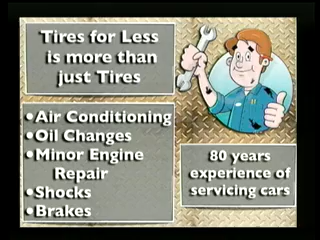 Tires for Less
is more than
just Tires
•Air Conditioning
•Oil Changes
•Minor Engine
Repair
•Shocks
•Brakes
80 years
experience of
servicing cars